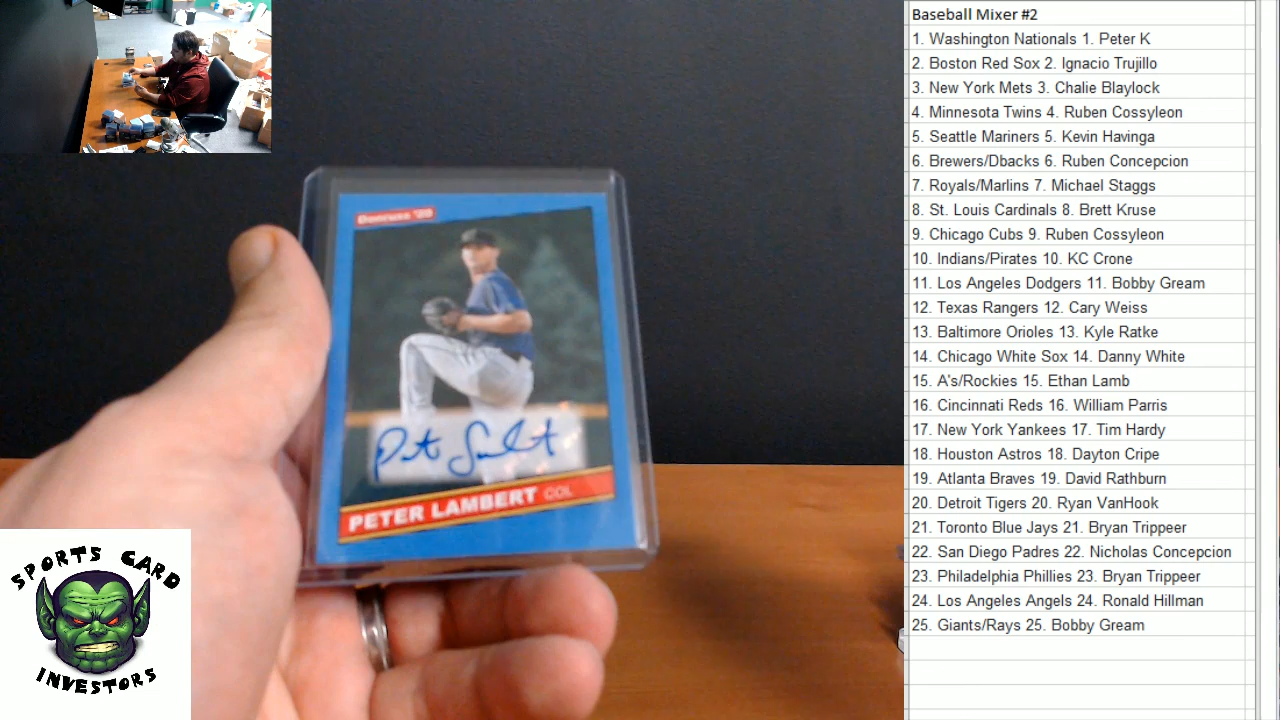 Donruss '20
PETER LAMBERT COL
SPORTS CARD
INVESTORS
Baseball Mixer #2
1. Washington Nationals 1. Peter K
2. Boston Red Sox 2. Ignacio Trujillo
3. New York Mets 3. Chalie Blaylock
4. Minnesota Twins 4. Ruben Cossyleon
5. Seattle Mariners 5. Kevin Havinga
6. Brewers/Dbacks 6. Ruben Concepcion
7. Royals/Marlins 7. Michael Staggs
8. St. Louis Cardinals 8. Brett Kruse
9. Chicago Cubs 9. Ruben Cossyleon
10. Indians/Pirates 10. KC Crone
11. Los Angeles Dodgers 11. Bobby Gream
12. Texas Rangers 12. Cary Weiss
13. Baltimore Orioles 13. Kyle Ratke
14. Chicago White Sox 14. Danny White
15. A's/Rockies 15. Ethan Lamb
16. Cincinnati Reds 16. William Parris
17. New York Yankees 17. Tim Hardy
18. Houston Astros 18. Dayton Cripe
19. Atlanta Braves 19. David Rathburn
20. Detroit Tigers 20. Ryan VanHook
21. Toronto Blue Jays 21. Bryan Trippeer
22. San Diego Padres 22. Nicholas Concepcion
23. Philadelphia Phillies 23. Bryan Trippeer
24. Los Angeles Angels 24. Ronald Hillman
25. Giants/Rays 25. Bobby Gream